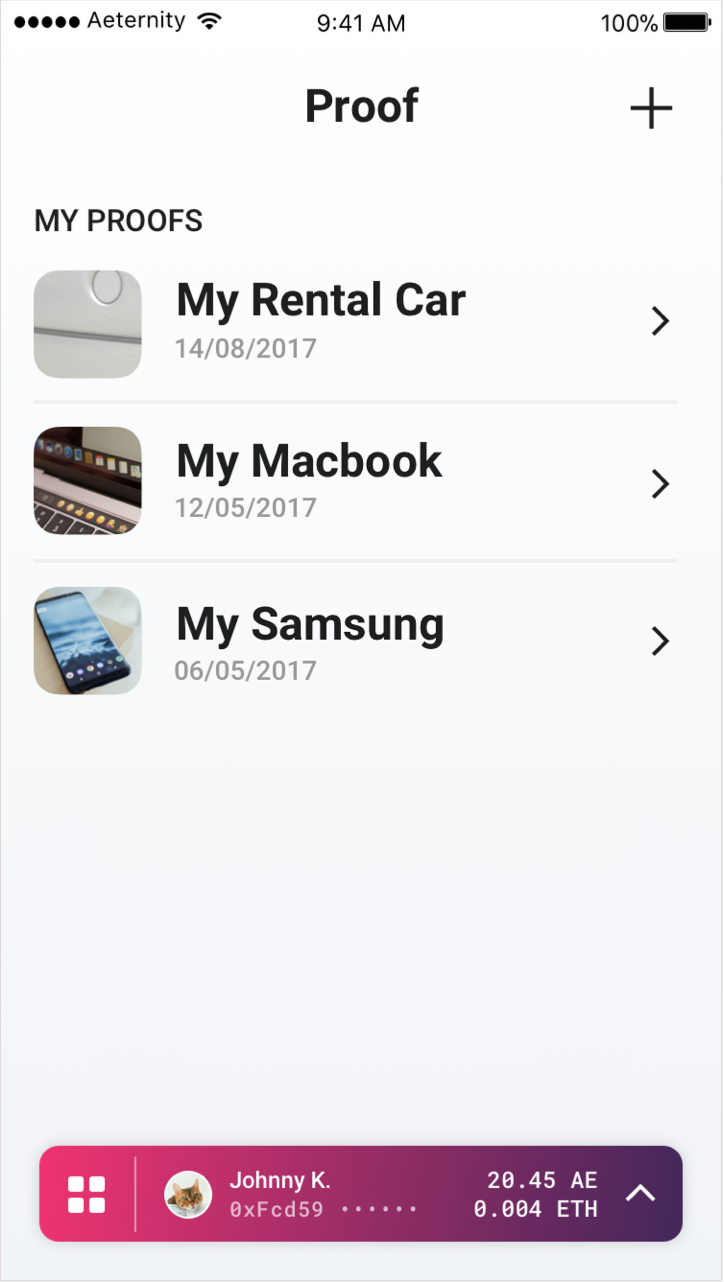 Aeternity 9:41 AM 100%
Proof
MY PROOFS
My Rental Car
14/08/2017
My Macbook
12/05/2017
My Samsung
06/05/2017
Johnny K. 20.45 AE
0xFcd59 ······ 0.004 ETH